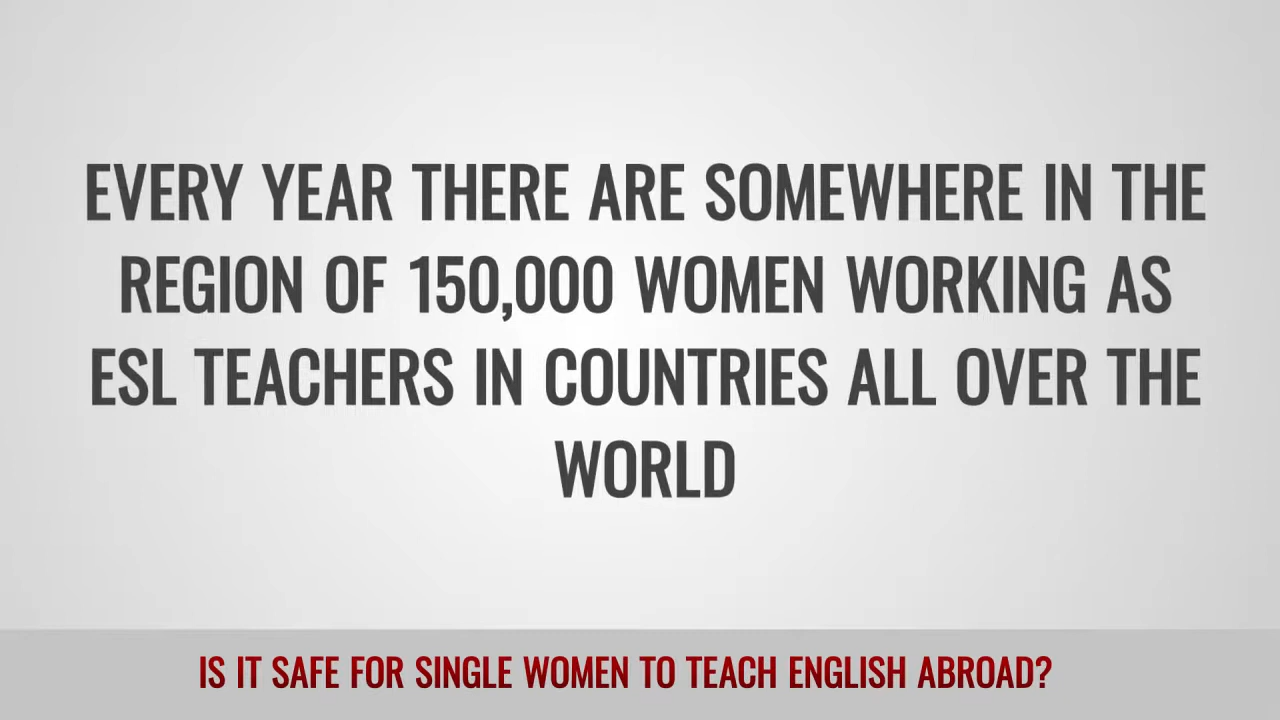 EVERY YEAR THERE ARE SOMEWHERE IN THE
REGION OF 150,000 WOMEN WORKING AS
ESL TEACHERS IN COUNTRIES ALL OVER THE
WORLD
IS IT SAFE FOR SINGLE WOMEN TO TEACH ENGLISH ABROAD?